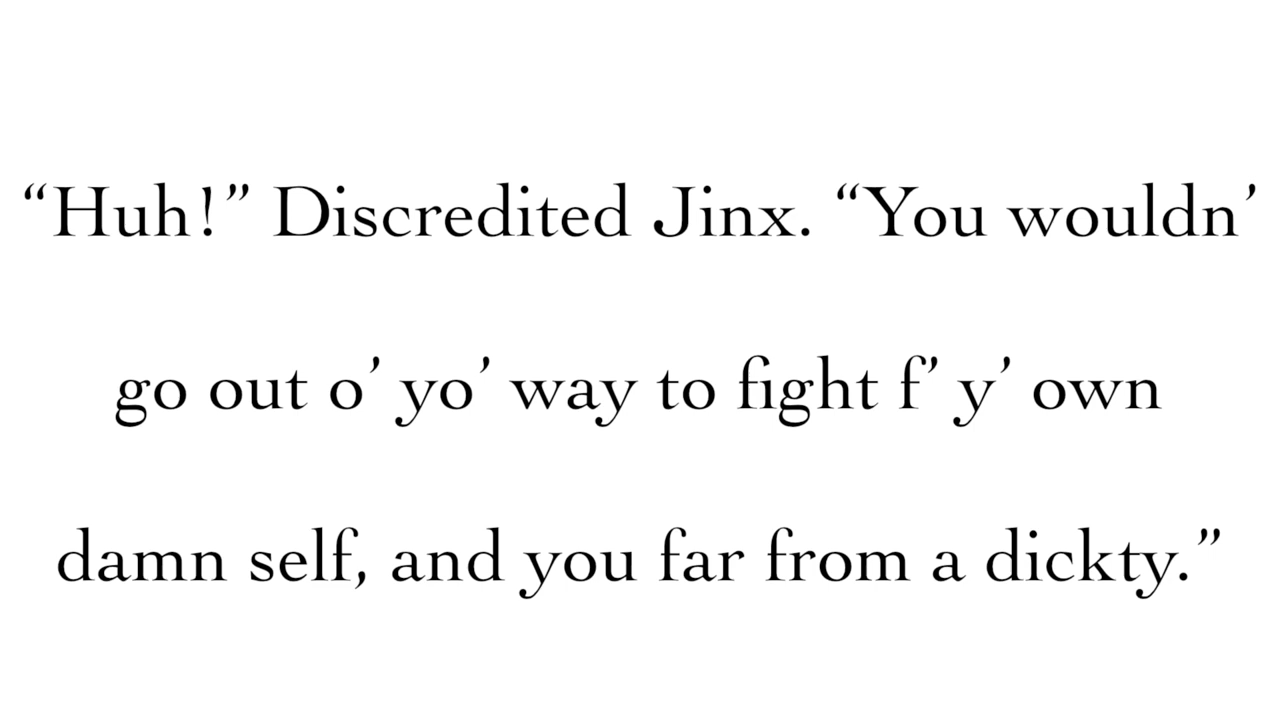 “Huh!” Discredited Jinx. “You wouldn’
go out o’ yo’ way to fight f’ y’ own
damn self, and you far from a dickty.”